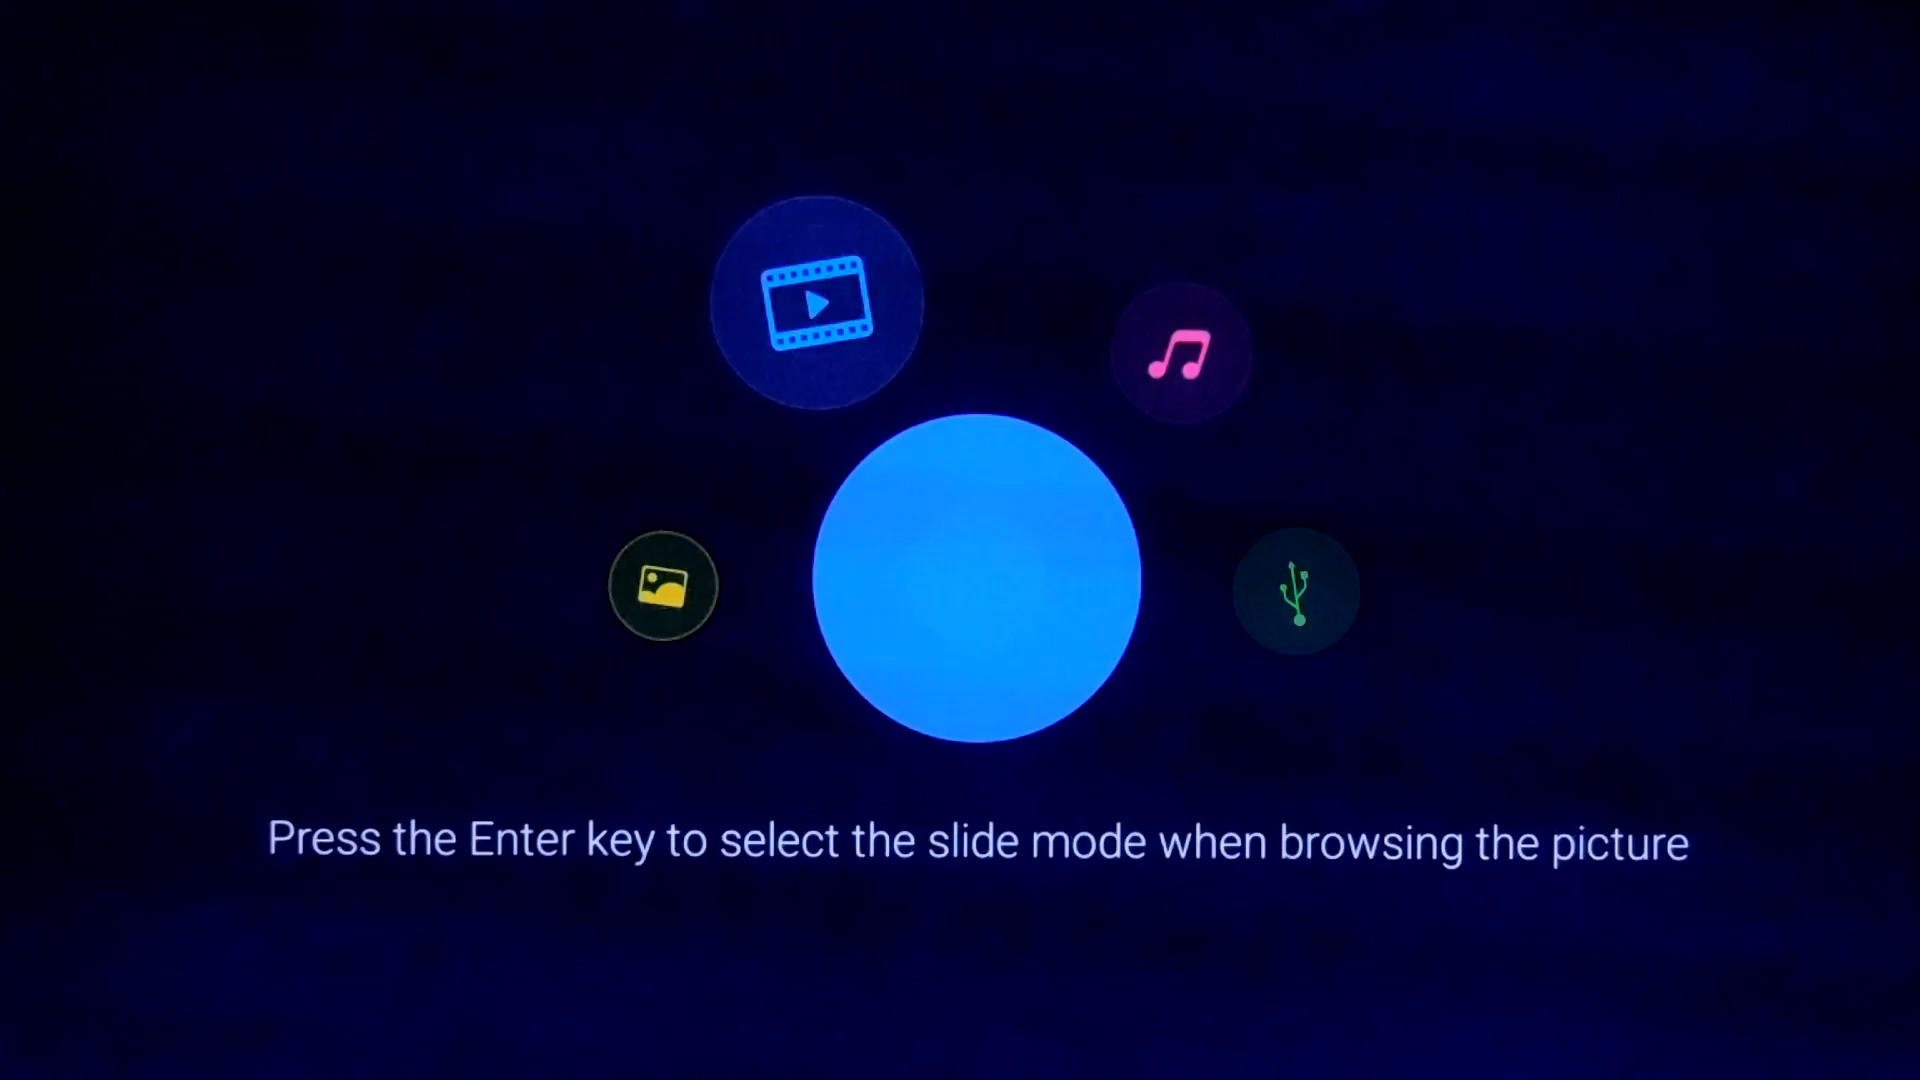 Press the Enter key to select the slide mode when browsing the picture